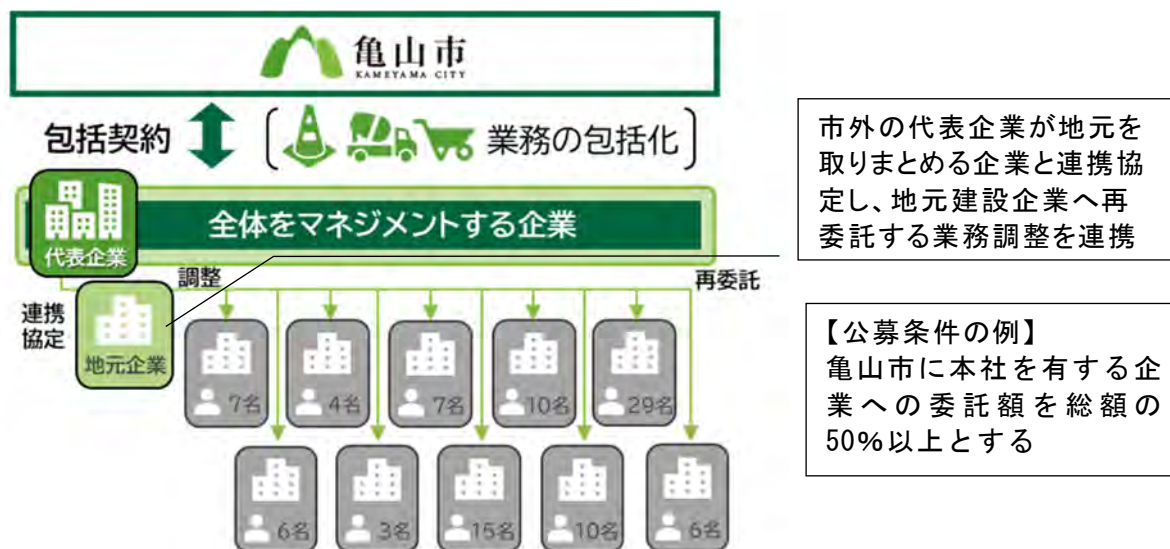 亀山市
KAMEYAMA CITY
包括契約
業務の包括化
全体をマネジメントする企業
代表企業
調整
再委託
連携
協定
地元企業
7名
4名
7名
10名
29名
6名
3名
15名
10名
6名
市外の代表企業が地元を
取りまとめる企業と連携協
定し、地元建設企業へ再
委託する業務調整を連携
【公募条件の例】
亀山市に本社を有する企
業への委託額を総額の
50%以上とする